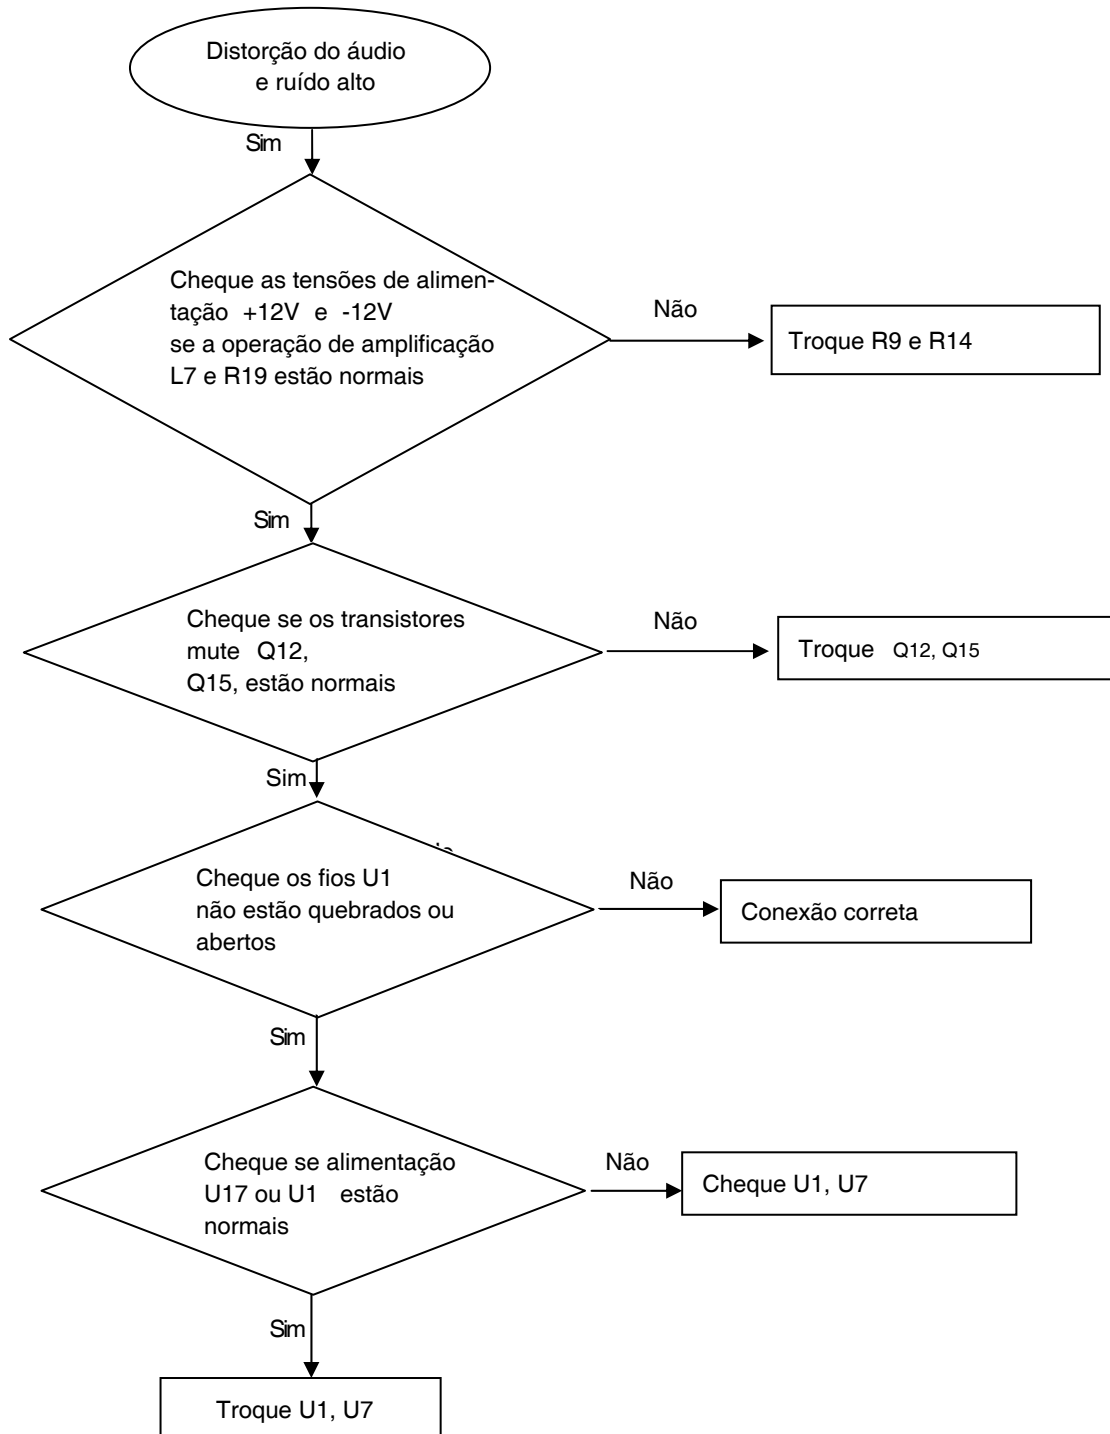 Distorção do áudio
e ruído alto
Sim
Cheque as tensões de alimen-
tação +12V e -12V
se a operação de amplificação
L7 e R19 estão normais
Não
Troque R9 e R14
Sim
Cheque se os transistores
mute Q12,
Q15, estão normais
Não
Troque Q12, Q15
Sim
Cheque os fios U1
não estão quebrados ou
abertos
Não
Conexão correta
Sim
Cheque se alimentação
U17 ou U1 estão
normais
Não
Cheque U1, U7
Sim
Troque U1, U7